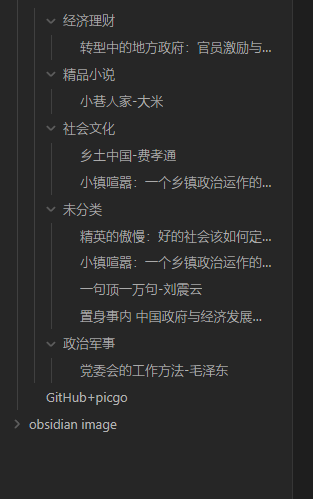 经济理财
转型中的地方政府：官员激励与...
精品小说
小巷人家-大米
社会文化
乡土中国-费孝通
小镇喧嚣：一个乡镇政治运作的...
未分类
精英的傲慢：好的社会该如何定...
小镇喧嚣：一个乡镇政治运作的...
一句顶一万句-刘震云
置身事内 中国政府与经济发展...
政治军事
党委会的工作方法-毛泽东
GitHub+picgo
obsidian image